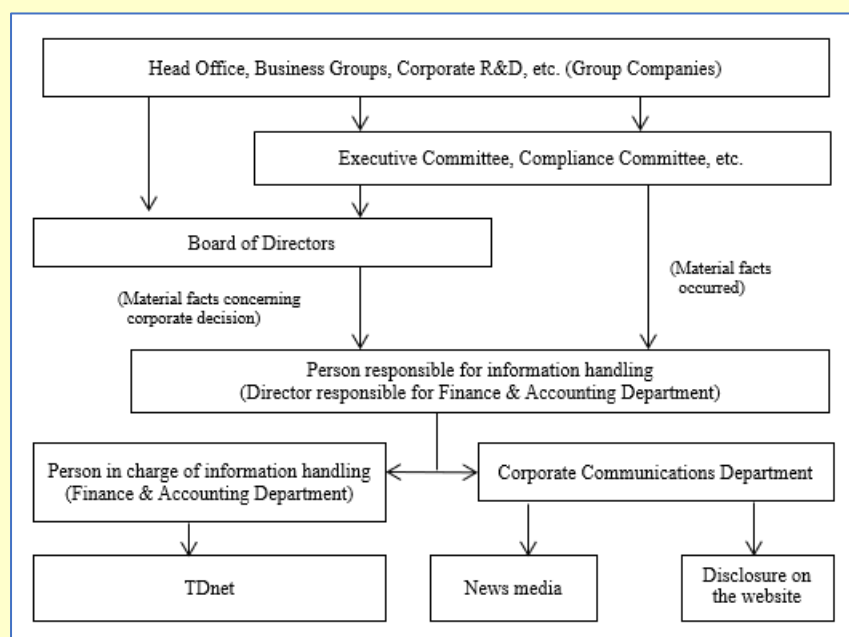 Head Office, Business Groups, Corporate R&D, etc. (Group Companies)
Executive Committee, Compliance Committee, etc.
Board of Directors
(Material facts concerning
corporate decision)
(Material facts
occurred)
Person responsible for information handling
(Director responsible for Finance & Accounting Department)
Person in charge of information handling
(Finance & Accounting Department)
Corporate Communications Department
TDnet
News media
Disclosure on
the website